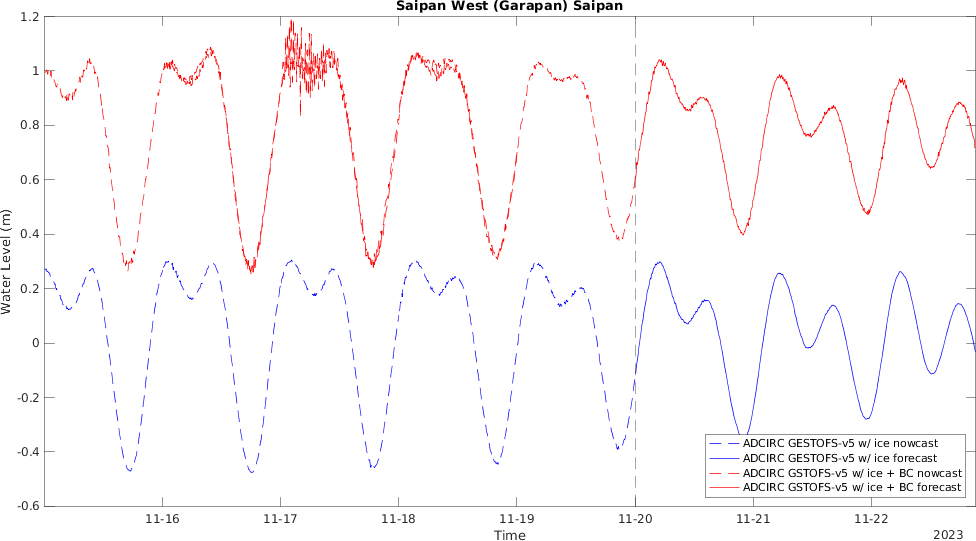 Saipan West (Garapan) Saipan
1.2
1
0.8
0.6
0.4
0.2
0
-0.2
-0.4
-0.6
Water Level (m)
ADCIRC GESTOFS-v5 w/ ice nowcast
ADCIRC GESTOFS-v5 w/ ice forecast
ADCIRC GSTOFS-v5 w/ ice + BC nowcast
ADCIRC GSTOFS-v5 w/ ice + BC forecast
11-16 11-17 11-18 11-19 11-20 11-21 11-22
Time
2023